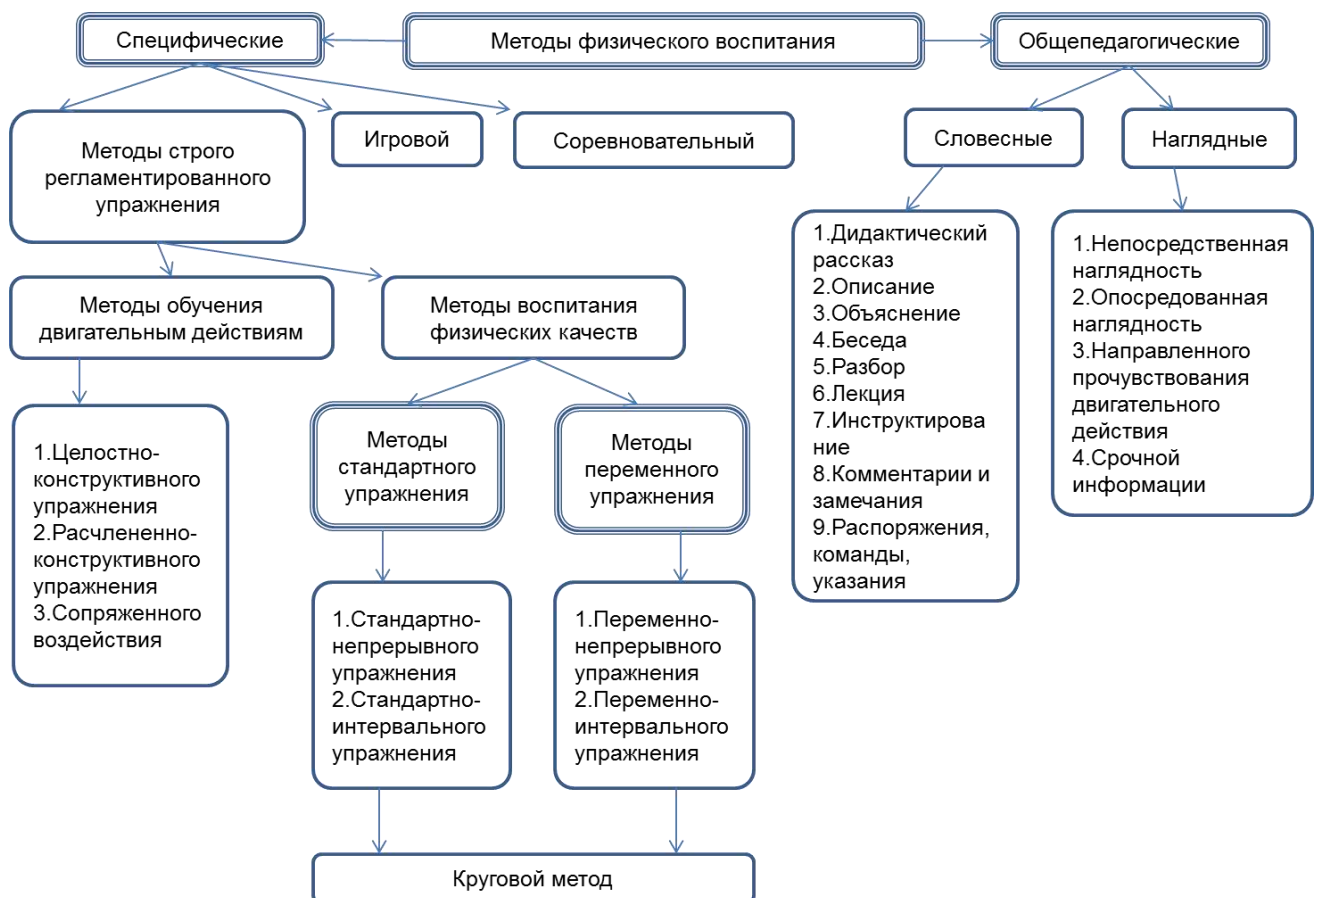 Специфические
Методы физического воспитания
Общепедагогические
Методы строго
регламентированного
упражнения
Игровой
Соревновательный
Словесные
Наглядные
Методы обучения
двигательным действиям
Методы воспитания
физических качеств
1.Дидактический
рассказ
2.Описание
3.Объяснение
4.Беседа
5.Разбор
6.Лекция
7.Инструктирова
ние
8.Комментарии и
замечания
9.Распоряжения,
команды,
указания
1.Непосредственная
наглядность
2.Опосредованная
наглядность
3.Направленного
прочувствования
двигательного
действия
4.Срочной
информации
1.Целостно-
конструктивного
упражнения
2.Расчлененно-
конструктивного
упражнения
3.Сопряженного
воздействия
Методы
стандартного
упражнения
Методы
переменного
упражнения
1.Стандартно-
непрерывного
упражнения
2.Стандартно-
интервального
упражнения
1.Переменно-
непрерывного
упражнения
2.Переменно-
интервального
упражнения
Круговой метод